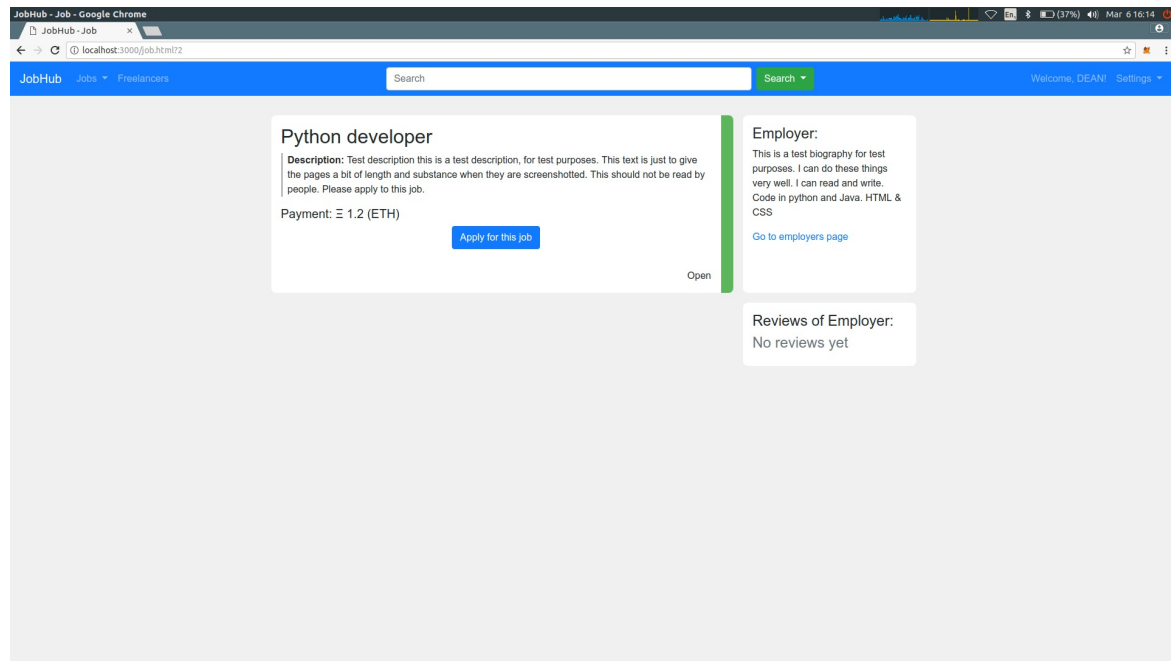 JobHub - Job - Google Chrome
En
(37%)
Mar 6 16:14
JobHub - Job
localhost:3000/job.html?2
JobHub
Jobs
Freelancers
Search
Search
Welcome, DEAN!
Settings
Python developer
Description: Test description this is a test description, for test purposes. This text is just to give
the pages a bit of length and substance when they are screenshotted. This should not be read by
people. Please apply to this job.
Payment: Ξ 1.2 (ETH)
Apply for this job
Open
Employer:
This is a test biography for test
purposes. I can do these things
very well. I can read and write.
Code in python and Java. HTML &
CSS
Go to employers page
Reviews of Employer:
No reviews yet